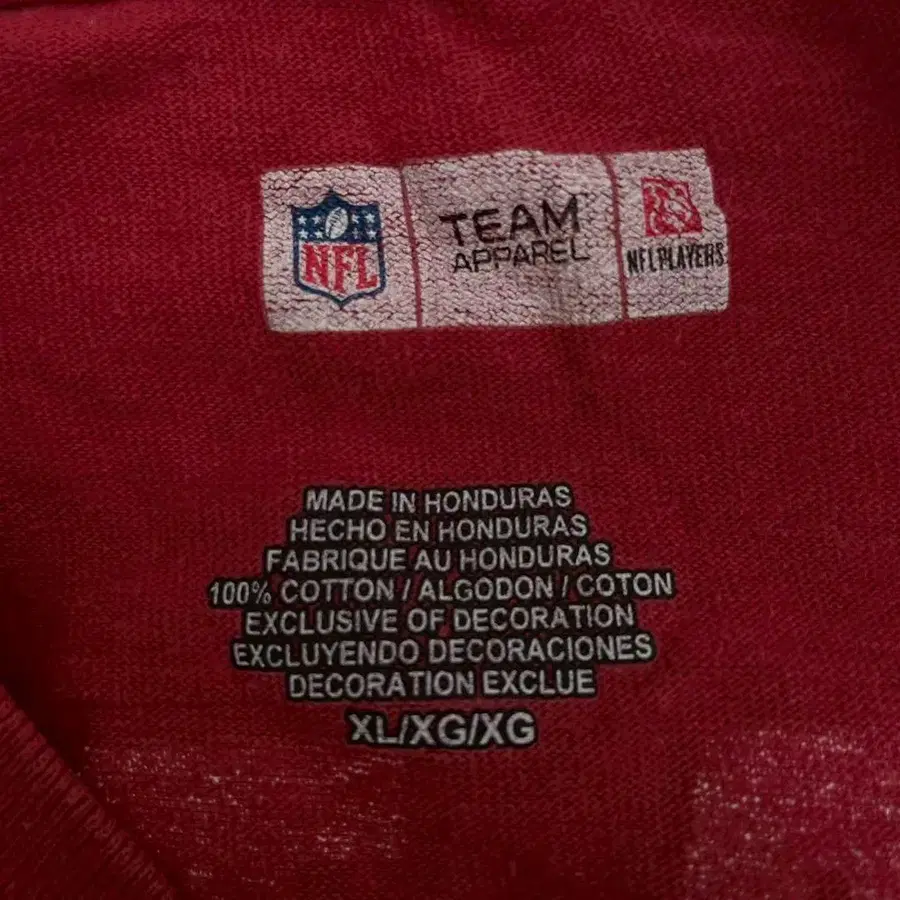 NFL
TEAM
APPAREL
NFLPLAYERS
MADE IN HONDURAS
HECHO EN HONDURAS
FABRIQUE AU HONDURAS
100% COTTON / ALGODON / COTON
EXCLUSIVE OF DECORATION
EXCLUYENDO DECORACIONES
DECORATION EXCLUE
XL/XG/XG